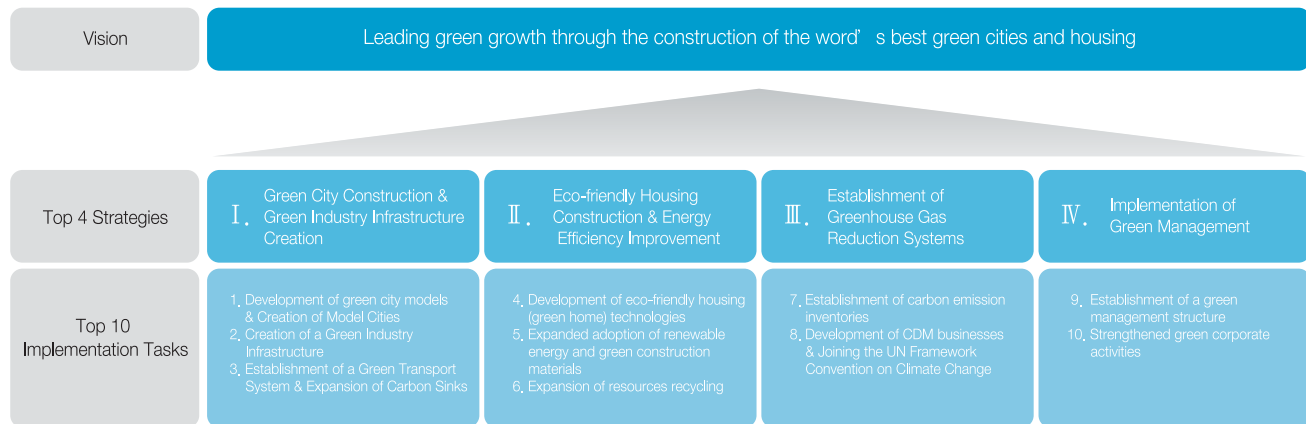 Vision
Leading green growth through the construction of the word's best green cities and housing
Top 4 Strategies
Ⅰ.
Green City Construction &
Green Industry Infrastructure
Creation
Ⅱ.
Eco-friendly Housing
Construction & Energy
Efficiency Improvement
Ⅲ.
Establishment of
Greenhouse Gas
Reduction Systems
Ⅳ.
Implementation of
Green Management
Top 10
Implementation Tasks
1. Development of green city models
& Creation of Model Cities
2. Creation of a Green Industry
Infrastructure
3. Establishment of a Green Transport
System & Expansion of Carbon Sinks
4. Development of eco-friendly housing
(green home) technologies
5. Expanded adoption of renewable
energy and green construction
materials
6. Expansion of resources recycling
7. Establishment of carbon emission
inventories
8. Development of CDM businesses
& Joining the UN Framework
Convention on Climate Change
9. Establishment of a green
management structure
10. Strengthened green corporate
activities